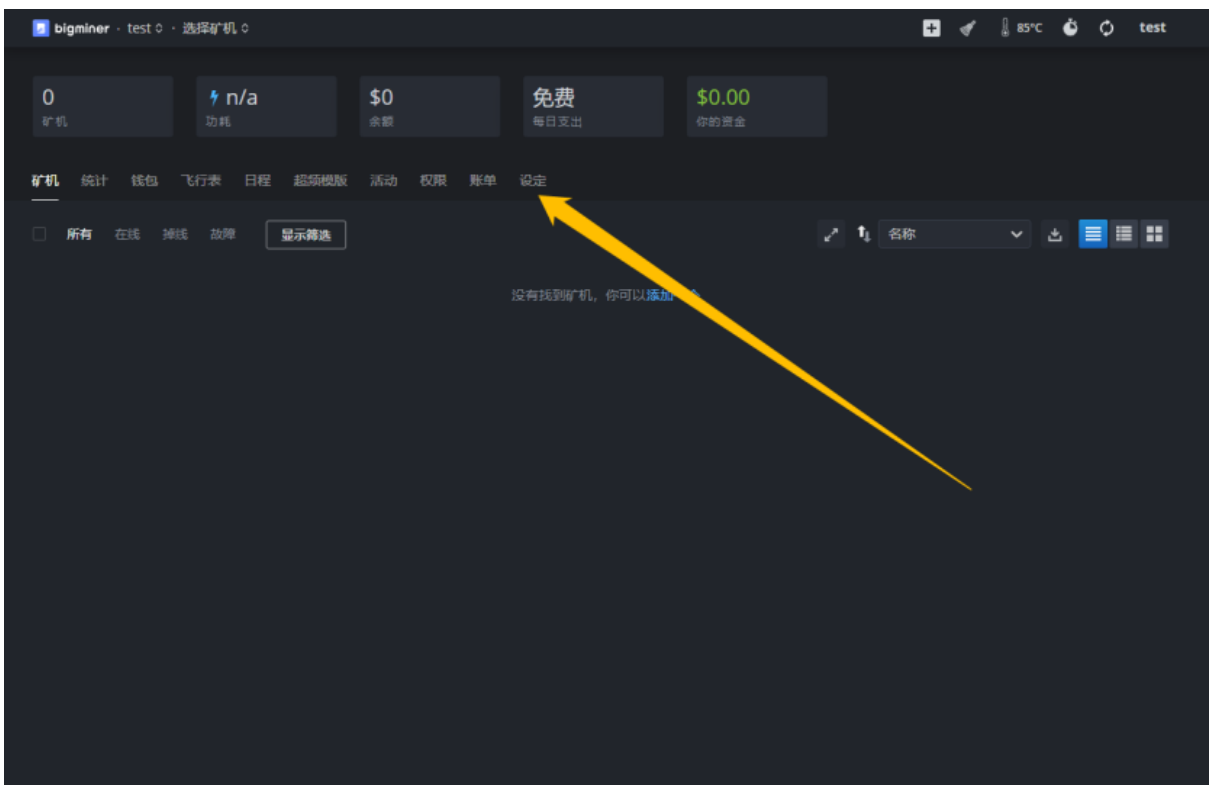 bigminer · test · 选择矿机 85°C test
0 n/a $0 免费 $0.00
矿机 功耗 余额 每日支出 你的资金
矿机 统计 钱包 飞行表 日程 超频模版 活动 权限 账单 设定
所有 在线 掉线 故障 显示筛选 名称
没有找到矿机，你可以添加